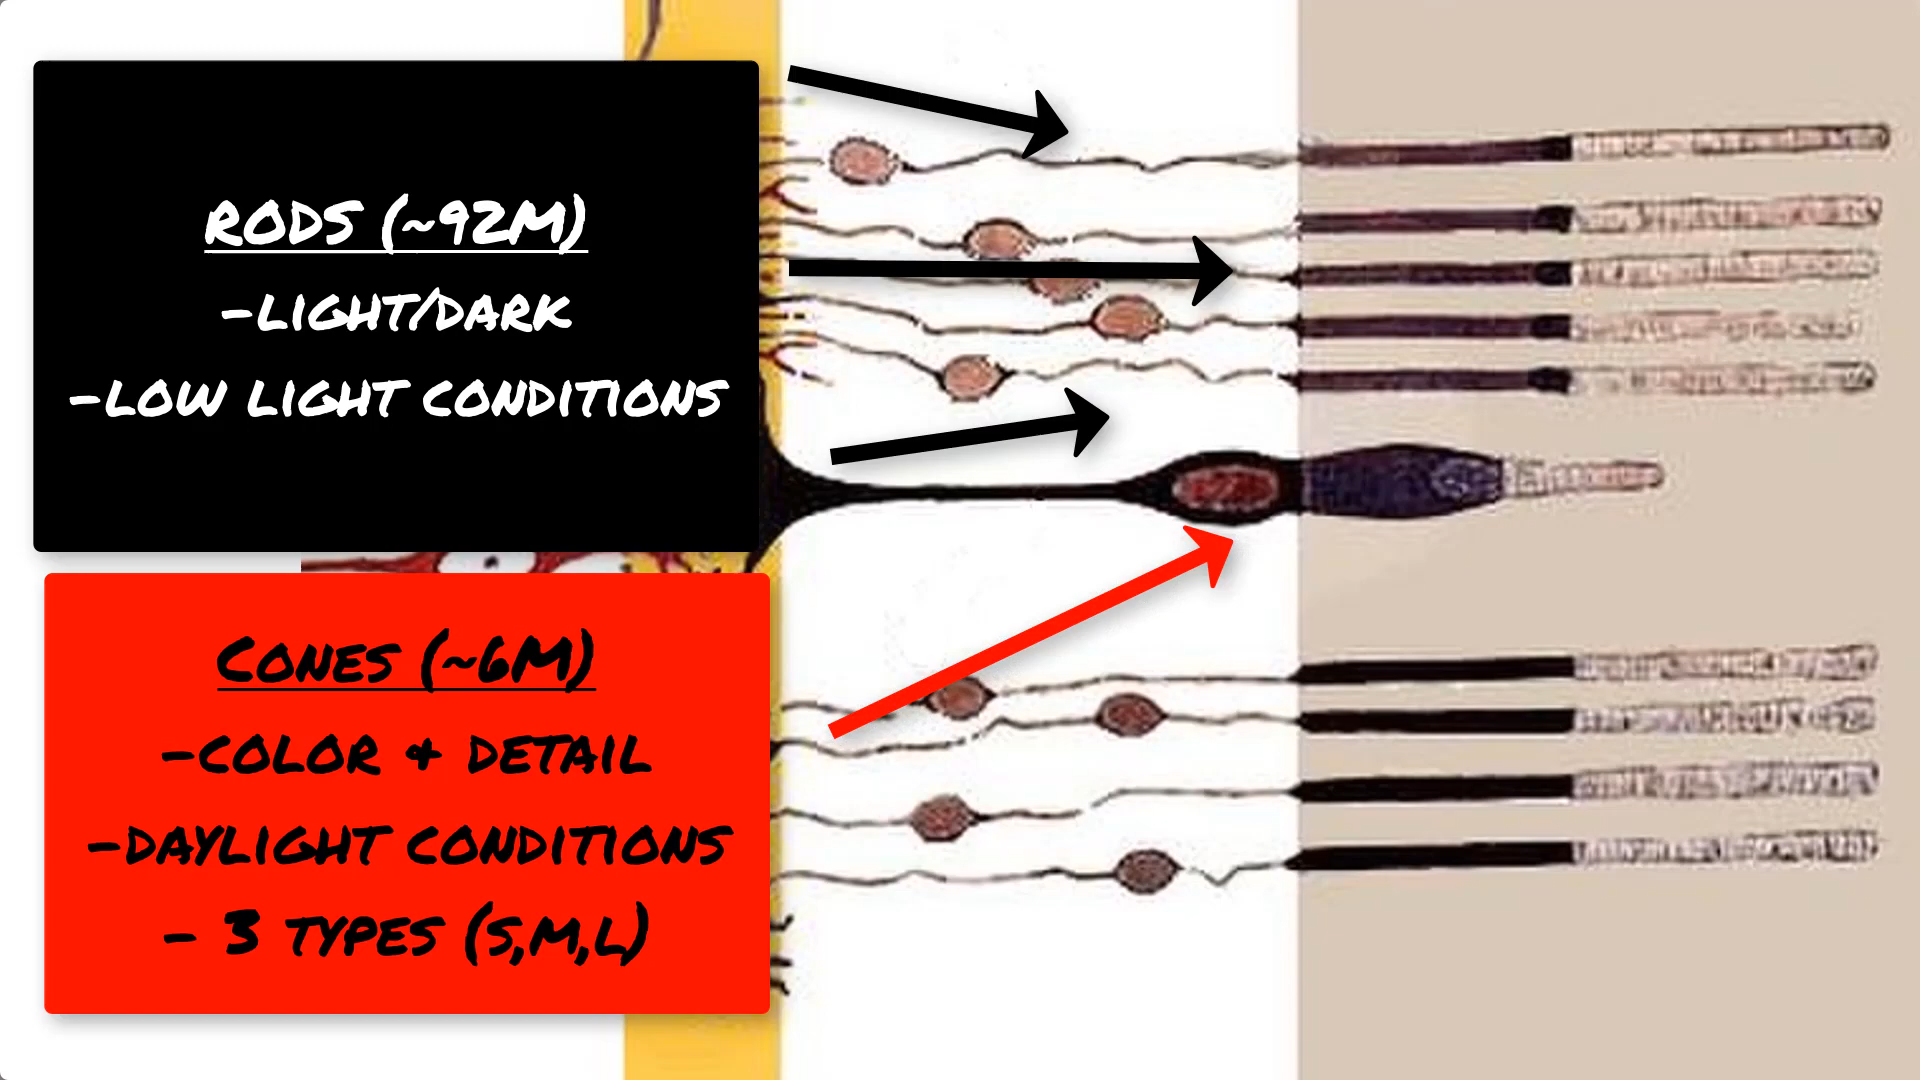 RODS (~92M)
-LIGHT/DARK
-LOW LIGHT CONDITIONS
CONES (~6M)
-COLOR + DETAIL
-DAYLIGHT CONDITIONS
- 3 TYPES (S,M,L)